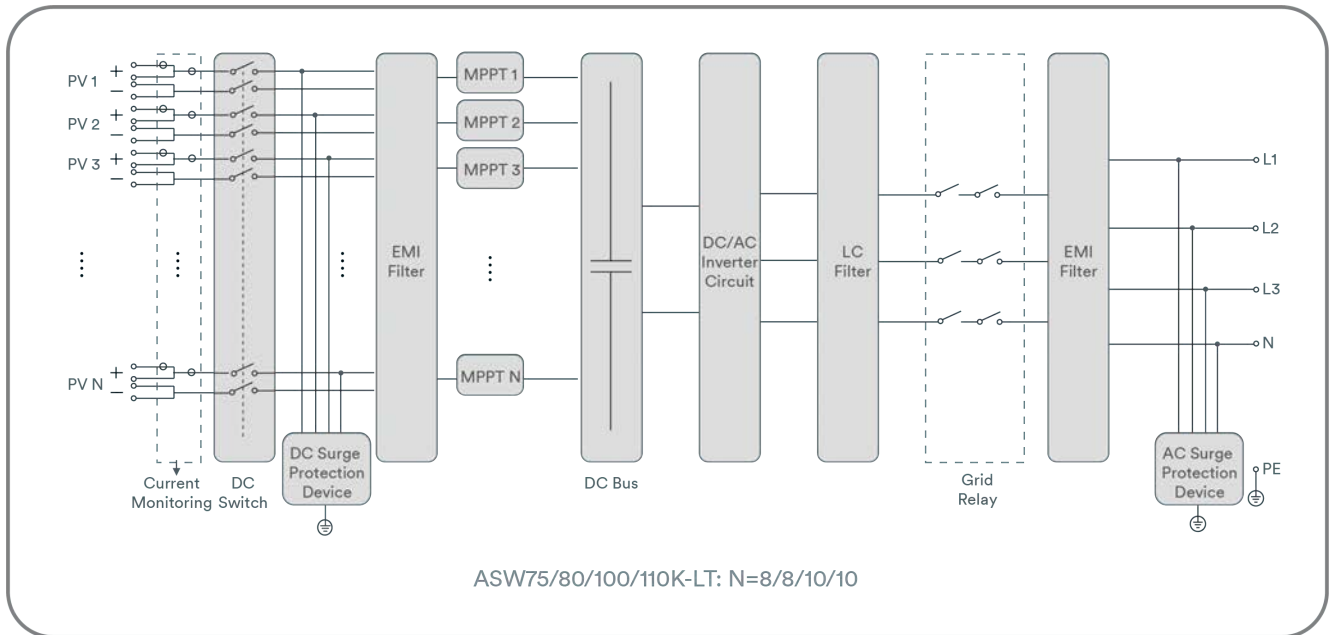 PV 1
+
−
PV 2
+
−
PV 3
+
−
PV N
+
−
Current
Monitoring
DC
Switch
DC Surge
Protection
Device
EMI
Filter
MPPT 1
MPPT 2
MPPT 3
MPPT N
DC Bus
DC/AC
Inverter
Circuit
LC
Filter
Grid
Relay
EMI
Filter
L1
L2
L3
N
AC Surge
Protection
Device
PE
ASW75/80/100/110K-LT: N=8/8/10/10